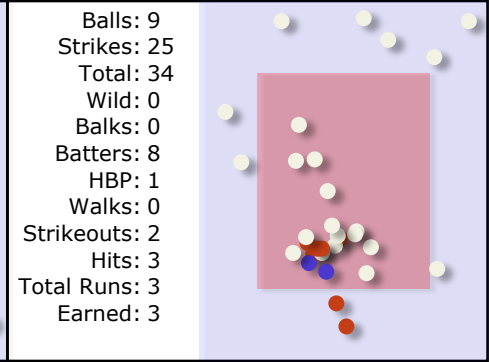 Balls: 9
Strikes: 25
Total: 34
Wild: 0
Balks: 0
Batters: 8
HBP: 1
Walks: 0
Strikeouts: 2
Hits: 3
Total Runs: 3
Earned: 3